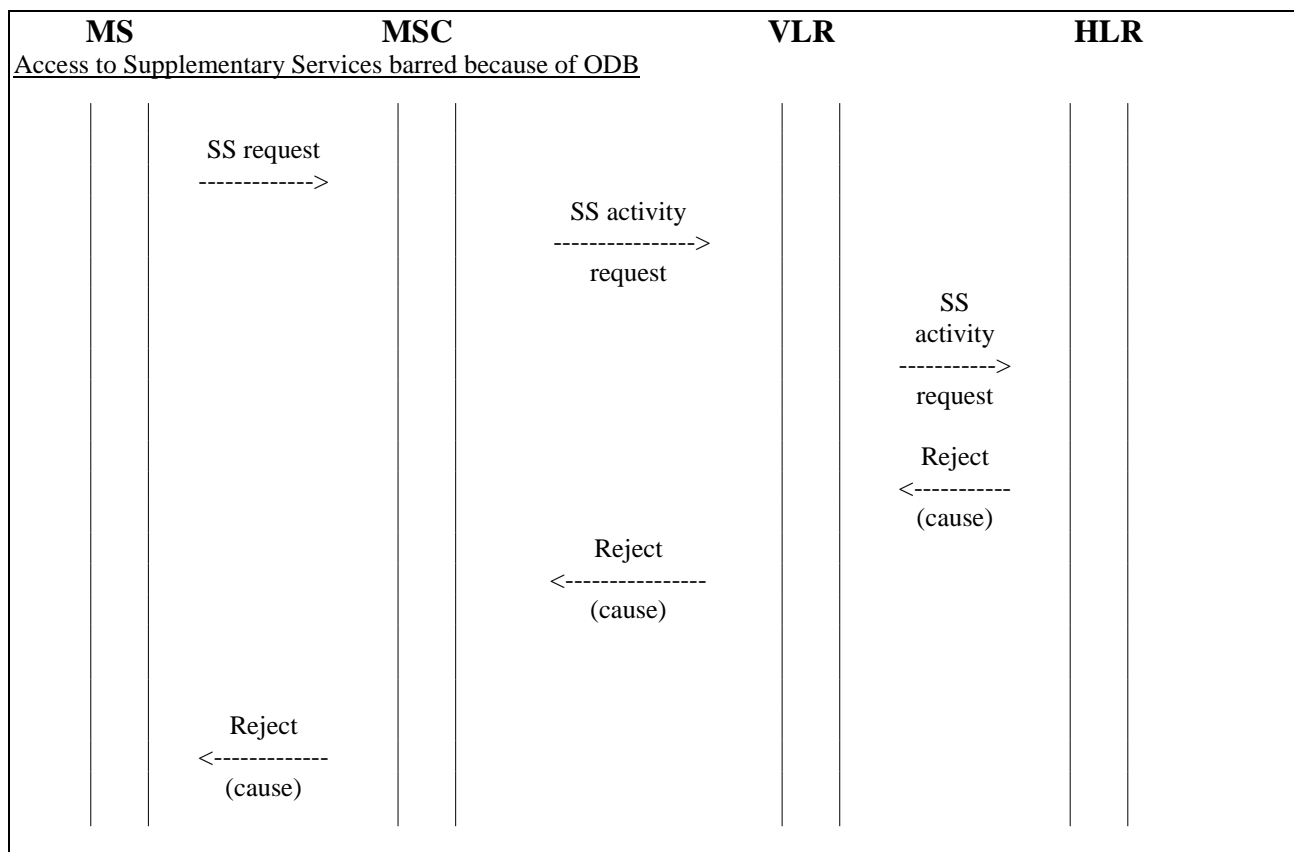 MS MSC VLR HLR
Access to Supplementary Services barred because of ODB
SS request
------------->
SS activity
---------------->
request
SS
activity
----------->
request
Reject
<-----------
(cause)
Reject
<----------------
(cause)
Reject
<-------------
(cause)